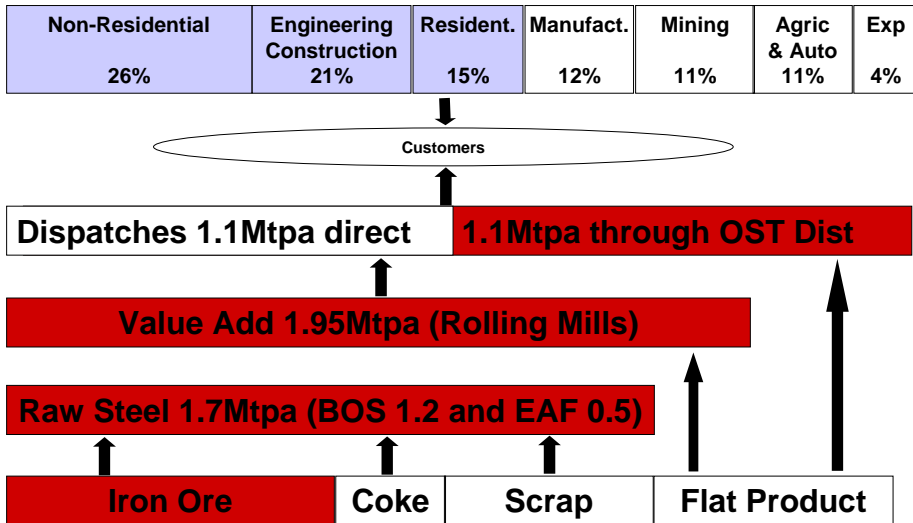 Non-Residential
26%
Engineering
Construction
21%
Resident.
15%
Manufact.
12%
Mining
11%
Agric
& Auto
11%
Exp
4%
Customers
Dispatches 1.1Mtpa direct
1.1Mtpa through OST Dist
Value Add 1.95Mtpa (Rolling Mills)
Raw Steel 1.7Mtpa (BOS 1.2 and EAF 0.5)
Iron Ore
Coke
Scrap
Flat Product